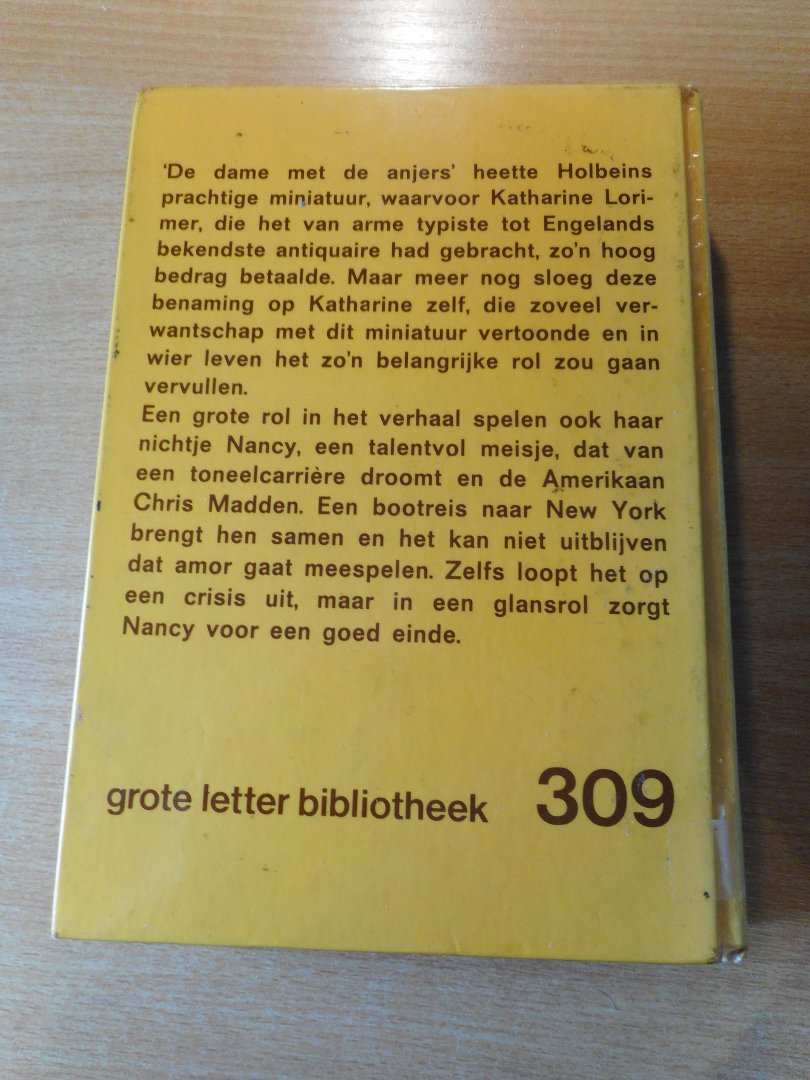 'De dame met de anjers' heette Holbeins
prachtige miniatuur, waarvoor Katharine Lori-
mer, die het van arme typiste tot Engelands
bekendste antiquaire had gebracht, zo'n hoog
bedrag betaalde. Maar meer nog sloeg deze
benaming op Katharine zelf, die zoveel ver-
wantschap met dit miniatuur vertoonde en in
wier leven het zo'n belangrijke rol zou gaan
vervullen.
Een grote rol in het verhaal spelen ook haar
nichtje Nancy, een talentvol meisje, dat van
een toneelcarrière droomt en de Amerikaan
Chris Madden. Een bootreis naar New York
brengt hen samen en het kan niet uitblijven
dat amor gaat meespelen. Zelfs loopt het op
een crisis uit, maar in een glansrol zorgt
Nancy voor een goed einde.
grote letter bibliotheek 309